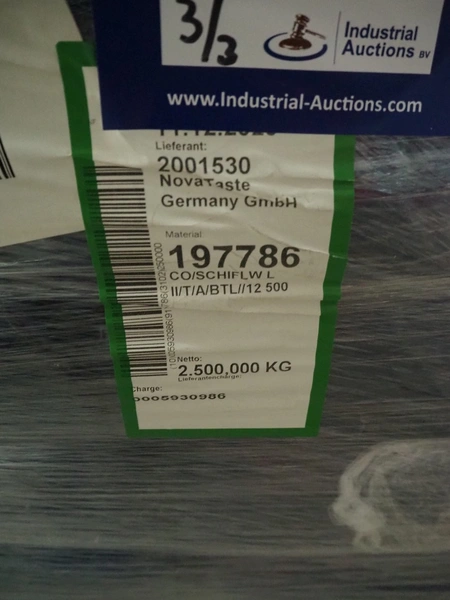 3/3
Industrial
Auctions BV
www.Industrial-Auctions.com
Lieferant:
2001530
NovaTaste
Germany GmbH
Material:
197786
CO/SCHIFLW L
II/T/A/BTL//12 500
Netto:
2.500,000 KG
Lieferantencharge:
Charge:
0005930986